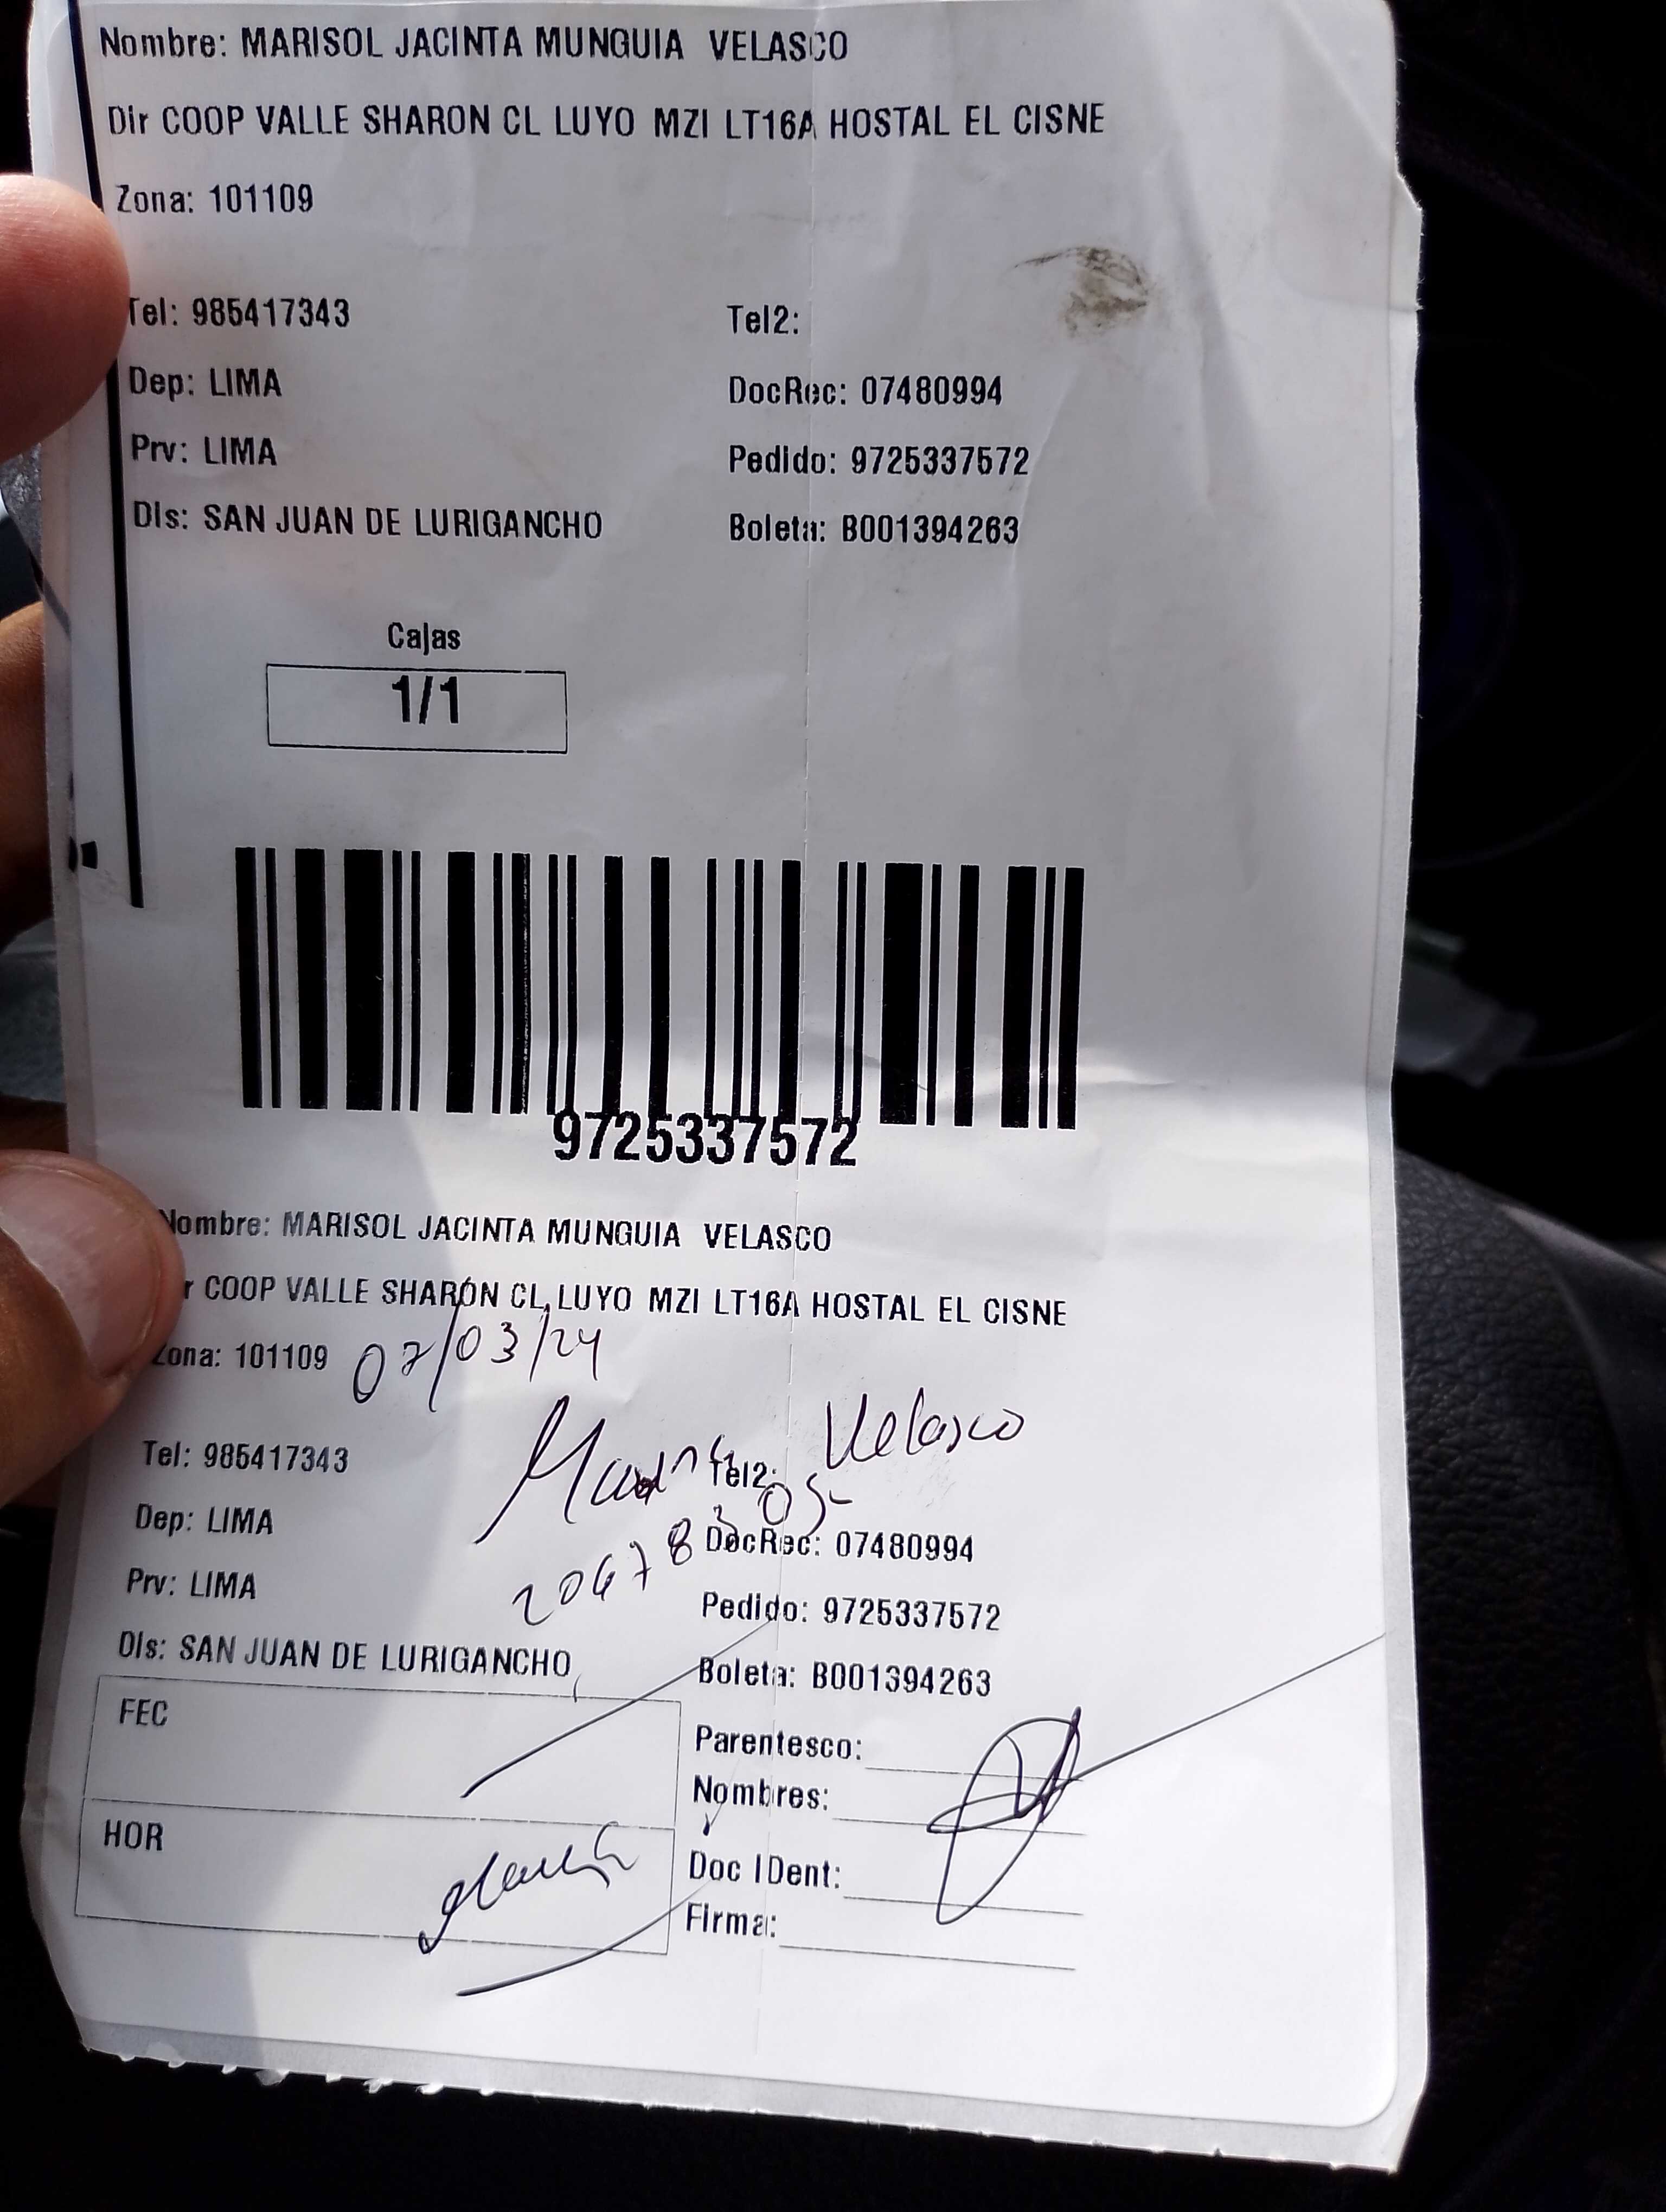 Nombre: MARISOL JACINTA MUNGUIA VELASCO
Dir COOP VALLE SHARON CL LUYO MZI LT16A HOSTAL EL CISNE
Zona: 101109
Tel: 985417343 Tel2:
Dep: LIMA DocRec: 07480994
Prv: LIMA Pedido: 9725337572
Dis: SAN JUAN DE LURIGANCHO Boleta: B001394263
Cajas
1/1
9725337572
Nombre: MARISOL JACINTA MUNGUIA VELASCO
r COOP VALLE SHARON CL LUYO MZI LT16A HOSTAL EL CISNE
Zona: 101109 07/03/24
Velasco
Tel: 985417343 Tel2:
Dep: LIMA DocRec: 07480994
Prv: LIMA Pedido: 9725337572
Dis: SAN JUAN DE LURIGANCHO Boleta: B001394263
FEC Parentesco:
Nombres:
HOR Doc IDent:
Firma: